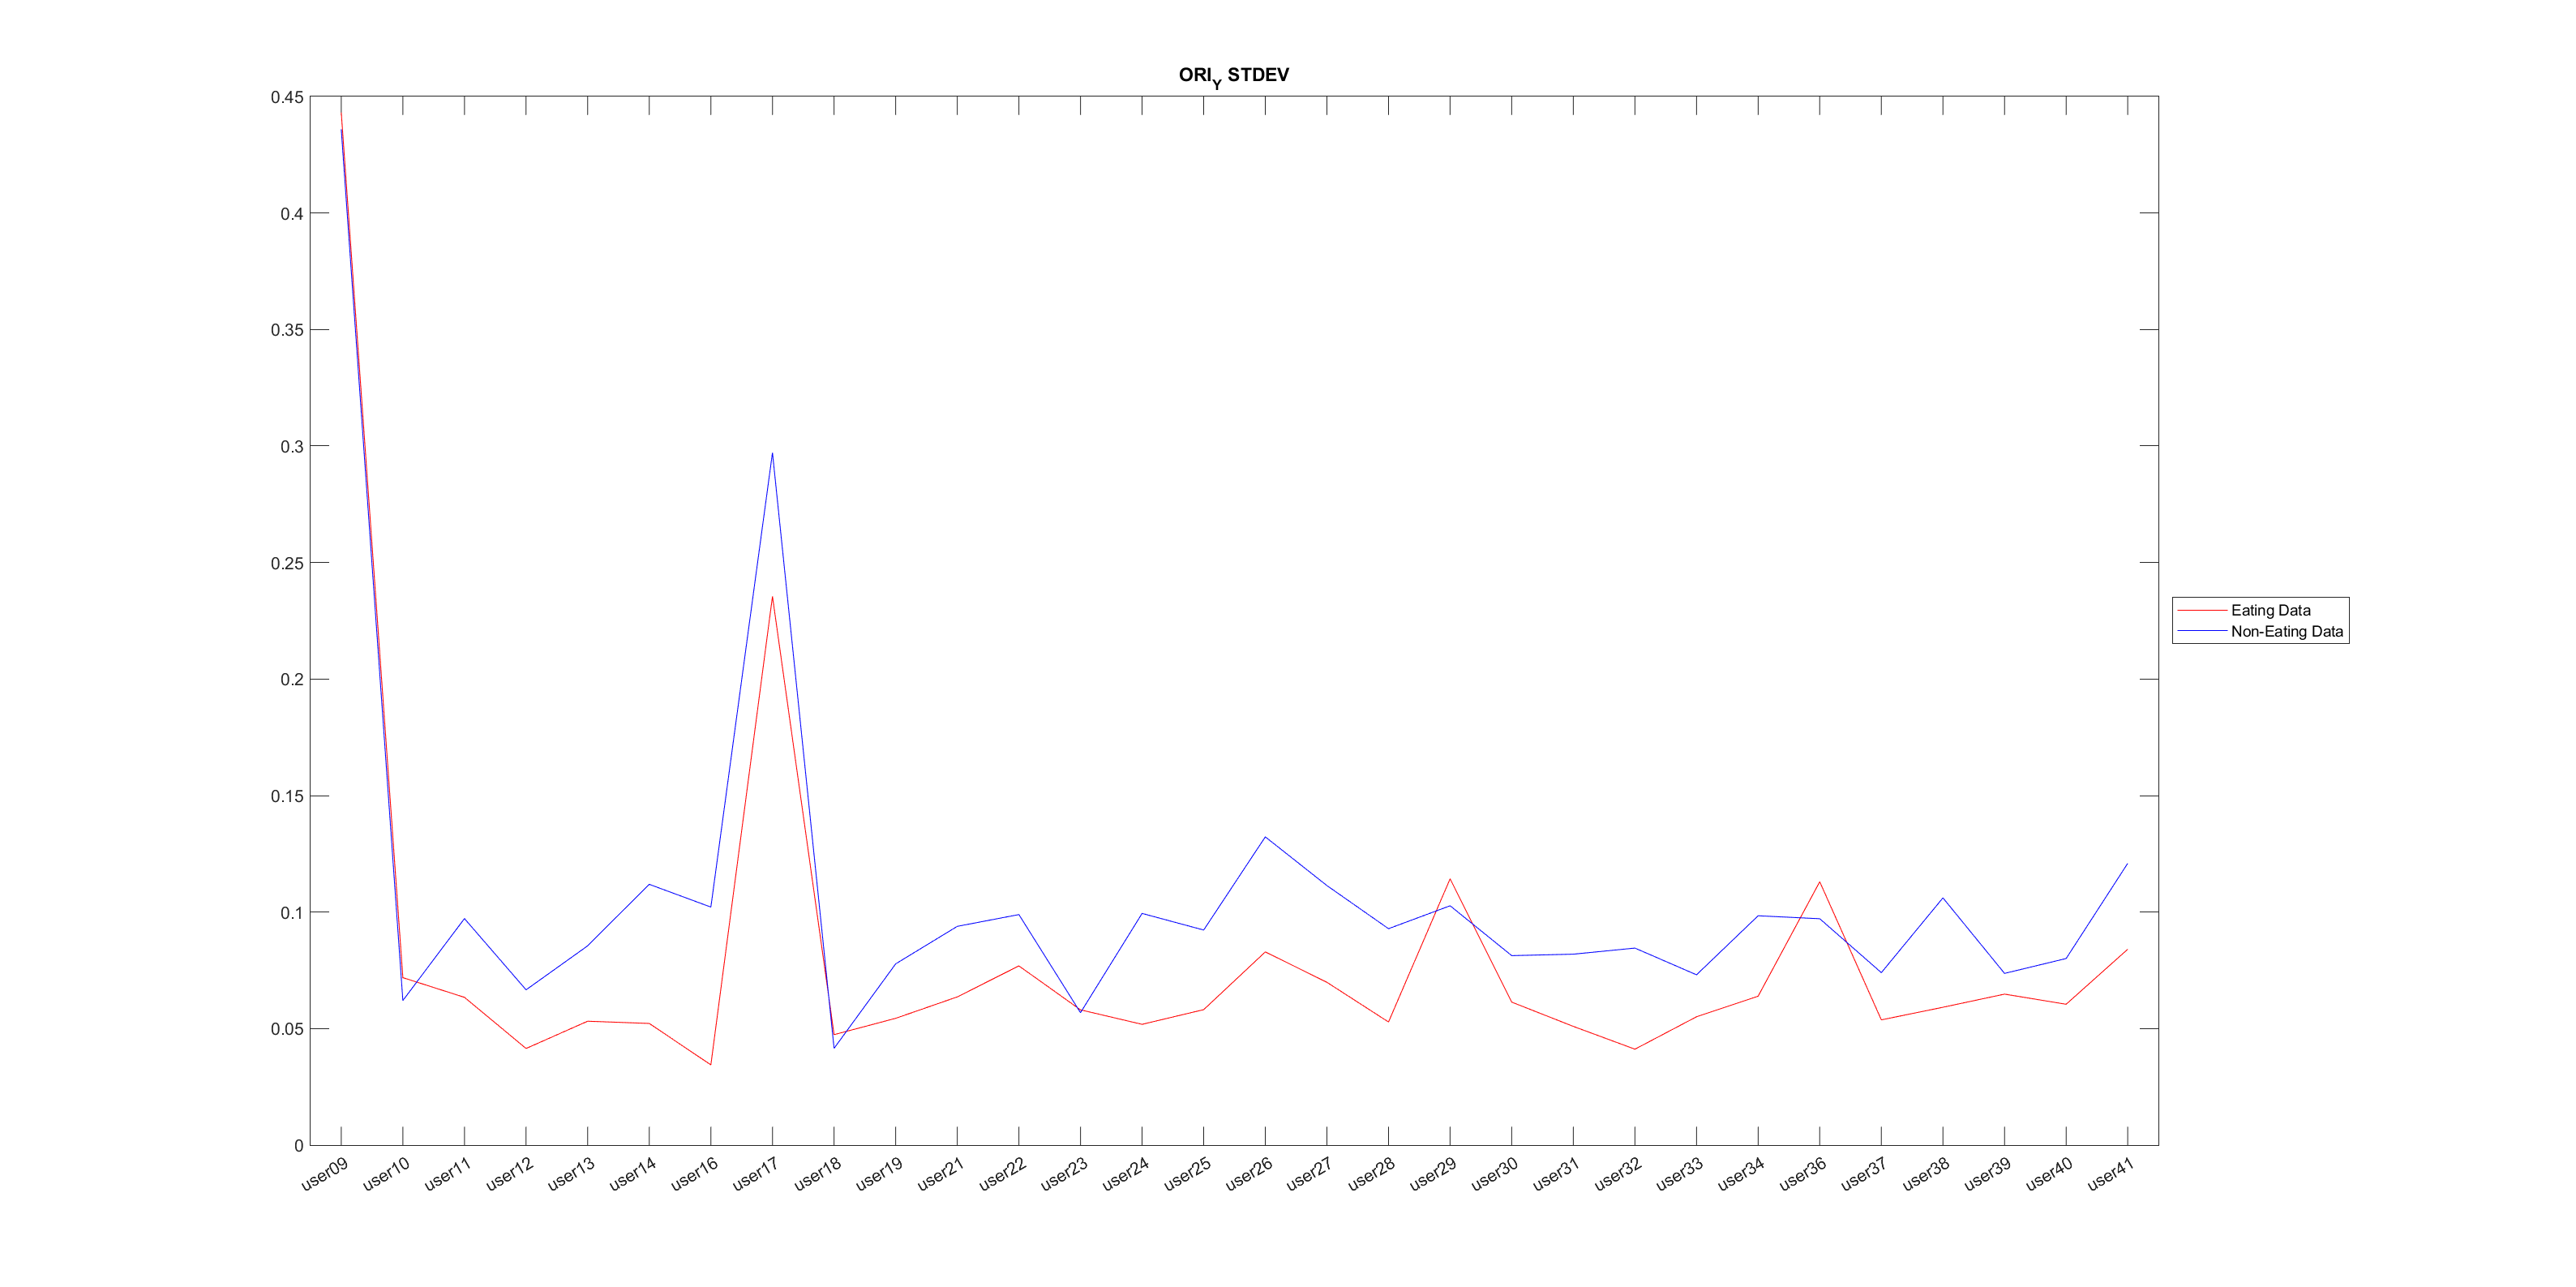 ORI_Y STDEV
0.45
0.4
0.35
0.3
0.25
0.2
0.15
0.1
0.05
0
Eating Data
Non-Eating Data
user09 user10 user11 user12 user13 user14 user16 user17 user18 user19 user21 user22 user23 user24 user25 user26 user27 user28 user29 user30 user31 user32 user33 user34 user36 user37 user38 user39 user40 user41